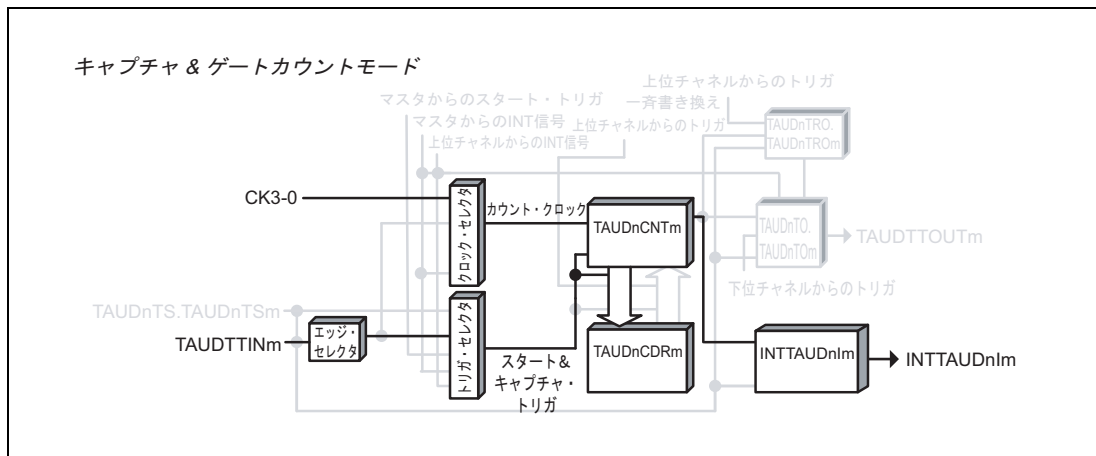 キャプチャ & ゲートカウントモード
上位チャネルからのトリガ
マスタからのスタート・トリガ
一斉書き換え
マスタからのINT信号
上位チャネルからのトリガ
上位チャネルからのINT信号
TAUDnTRO.
TAUDnTROm
CK3-0
クロック・セレクタ
カウント・クロック
TAUDnCNTm
TAUDnTO.
TAUDnTOm
TAUDTTOUTm
下位チャネルからのトリガ
TAUDnTS.TAUDnTSm
TAUDTTINm
エッジ・
セレクタ
トリガ・セレクタ
スタート&
キャプチャ・
トリガ
TAUDnCDRm
INTTAUDnIm
INTTAUDnIm